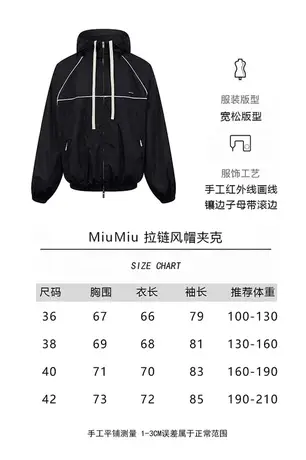 服装版型
宽松版型
服饰工艺
手工红外线画线
镶边子母带滚边
MiuMiu 拉链风帽夹克
SIZE CHART
尺码 胸围 衣长 袖长 推荐体重
36 67 66 79 100-130
38 69 68 81 130-160
40 71 70 83 160-190
42 73 72 85 190-210
手工平铺测量 1-3CM误差属于正常范围